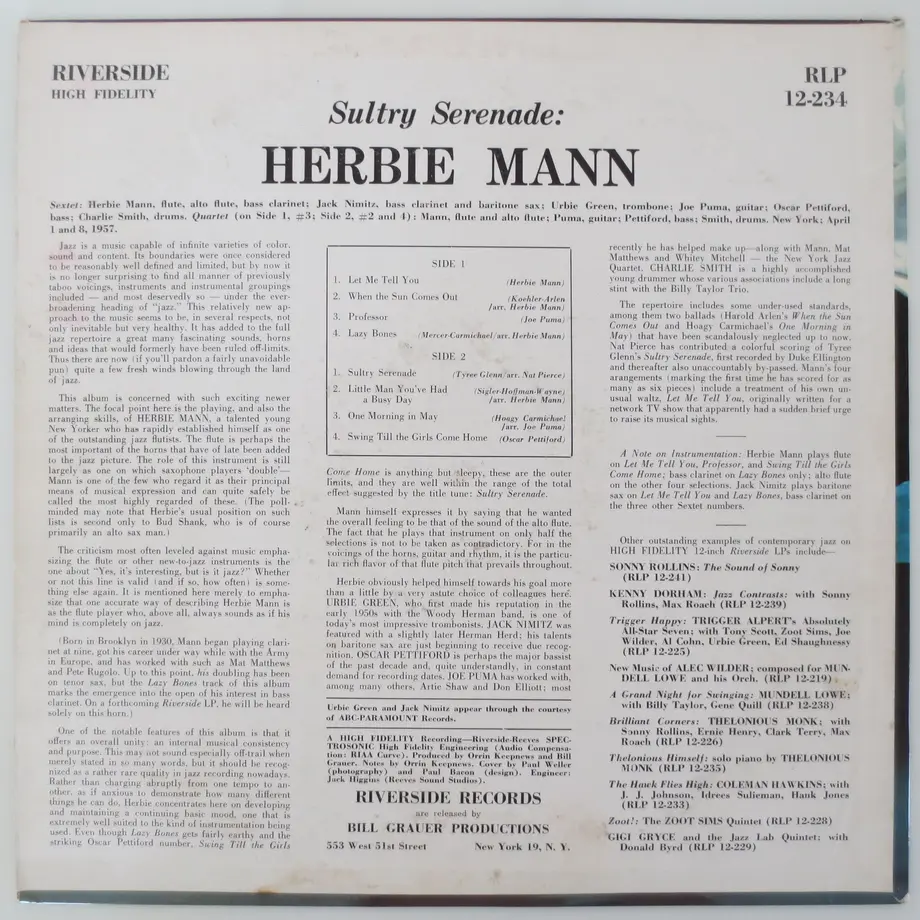 RIVERSIDE
HIGH FIDELITY
RLP
12-234
Sultry Serenade:
HERBIE MANN
Sextet: Herbie Mann, flute, alto flute, bass clarinet; Jack Nimitz, bass clarinet and baritone sax; Urbie Green, trombone; Joe Puma, guitar; Oscar Pettiford,
bass; Charlie Smith, drums. Quartet (on Side 1, #3; Side 2, #2 and 4): Mann, flute and alto flute; Puma, guitar; Pettiford, bass; Smith, drums. New York; April
1 and 8, 1957.
Jazz is a music capable of infinite varieties of color,
sound and content. Its boundaries were once considered
to be reasonably well defined and limited, but by now it
is no longer surprising to find all manner of previously
taboo voicings, instruments and instrumental groupings
included — and most deservedly so — under the ever-
broadening heading of "jazz." This relatively new ap-
proach to the music seems to be, in several respects, not
only inevitable but very healthy. It has added to the full
jazz repertoire a great many fascinating sounds, horns
and ideas that would formerly have been ruled off-limits.
Thus there are now (if you'll pardon a fairly unavoidable
pun) quite a few fresh winds blowing through the land
of jazz.
This album is concerned with such exciting newer
matters. The focal point here is the playing, and also the
arranging skills, of HERBIE MANN, a talented young
New Yorker who has rapidly established himself as one
of the outstanding jazz flutists. The flute is perhaps the
most important of the horns that have of late been added
to the jazz picture. The role of this instrument is still
largely as one on which saxophone players 'double'—
Mann is one of the few who regard it as their principal
means of musical expression and can quite safely be
called the most highly regarded of these. (The poll-
minded may note that Herbie's usual position on such
lists is second only to Bud Shank, who is of course
primarily an alto sax man.)
The criticism most often leveled against music empha-
sizing the flute or other new-to-jazz instruments is the
one about "Yes, it's interesting, but is it jazz?" Whether
or not this line is valid (and if so, how often) is some-
thing else again. It is mentioned here merely to empha-
size that one accurate way of describing Herbie Mann is
as the flute player who, above all, always sounds as if his
mind is completely on jazz.
(Born in Brooklyn in 1930, Mann began playing clari-
net at nine, got his career under way while with the Army
in Europe, and has worked with such as Mat Matthews
and Pete Rugolo. Up to this point, his doubling has been
on tenor sax, but the Lazy Bones track of this album
marks the emergence into the open of his interest in bass
clarinet. On a forthcoming Riverside LP, he will be heard
solely on this horn.)
One of the notable features of this album is that it
offers an overall unity: an internal musical consistency
and purpose. This may not sound especially off-trail when
merely stated in so many words, but it should be recog-
nized as a rather rare quality in jazz recording nowadays.
Rather than charging abruptly from one tempo to an-
other, as if anxious to demonstrate how many different
things he can do, Herbie concentrates here on developing
and maintaining a continuing basic mood, one that is
extremely well suited to the kind of instrumentation being
used. Even though Lazy Bones gets fairly earthy and the
striking Oscar Pettiford number, Swing Till the Girls
SIDE 1
1. Let Me Tell You (Herbie Mann)
2. When the Sun Comes Out (Koehler-Arlen
/arr. Herbie Mann)
3. Professor (Joe Puma)
4. Lazy Bones (Mercer-Carmichael/arr. Herbie Mann)
SIDE 2
1. Sultry Serenade (Tyree Glenn/arr. Nat Pierce)
2. Little Man You've Had (Sigler-Hoffman-Wayne)
a Busy Day /arr. Herbie Mann)
3. One Morning in May (Hoagy Carmichael
/arr. Joe Puma)
4. Swing Till the Girls Come Home (Oscar Pettiford)
Come Home is anything but sleepy, these are the outer
limits, and they are well within the range of the total
effect suggested by the title tune: Sultry Serenade.
Mann himself expresses it by saying that he wanted
the overall feeling to be that of the sound of the alto flute.
The fact that he plays that instrument on only half the
selections is not to be taken as contradictory. For in the
voicings of the horns, guitar and rhythm, it is the particu-
lar rich flavor of that flute pitch that prevails throughout.
Herbie obviously helped himself towards his goal more
than a little by a very astute choice of colleagues here.
URBIE GREEN, who first made his reputation in the
early 1950s with the Woody Herman band, is one of
today's most impressive trombonists. JACK NIMITZ was
featured with a slightly later Herman Herd; his talents
on baritone sax are just beginning to receive due recog-
nition. OSCAR PETTIFORD is perhaps the major bassist
of the past decade and, quite understandly, in constant
demand for recording dates. JOE PUMA has worked with,
among many others, Artie Shaw and Don Elliott; most
Urbie Green and Jack Nimitz appear through the courtesy
of ABC-PARAMOUNT Records.
A HIGH FIDELITY Recording—Riverside-Reeves SPEC-
TROSONIC High Fidelity Engineering (Audio Compensa-
tion: RIAA Curve). Produced by Orrin Keepnews and Bill
Grauer. Notes by Orrin Keepnews. Cover by Paul Weller
(photography) and Paul Bacon (design). Engineer:
Jack Higgins (Reeves Sound Studios).
RIVERSIDE RECORDS
are released by
BILL GRAUER PRODUCTIONS
553 West 51st Street New York 19, N. Y.
recently he has helped make up—along with Mann, Mat
Matthews and Whitey Mitchell — the New York Jazz
Quartet. CHARLIE SMITH is a highly accomplished
young drummer whose various associations include a long
stint with the Billy Taylor Trio.
The repertoire includes some under-used standards,
among them two ballads (Harold Arlen's When the Sun
Comes Out and Hoagy Carmichael's One Morning in
May) that have been scandalously neglected up to now.
Nat Pierce has contributed a colorful scoring of Tyree
Glenn's Sultry Serenade, first recorded by Duke Ellington
and thereafter also unaccountably by-passed. Mann's four
arangements (marking the first time he has scored for as
many as six pieces) include a treatment of his own un-
usual waltz, Let Me Tell You, originally written for a
network TV show that apparently had a sudden brief urge
to raise its musical sights.
A Note on Instrumentation: Herbie Mann plays flute
on Let Me Tell You, Professor, and Swing Till the Girls
Come Home; bass clarinet on Lazy Bones only; alto flute
on the other four selections. Jack Nimitz plays baritone
sax on Let Me Tell You and Lazy Bones, bass clarinet on
the three other Sextet numbers.
Other outstanding examples of contemporary jazz on
HIGH FIDELITY 12-inch Riverside LPs include—
SONNY ROLLINS: The Sound of Sonny
(RLP 12-241)
KENNY DORHAM: Jazz Contrasts: with Sonny
Rollins, Max Roach (RLP 12-239)
Trigger Happy: TRIGGER ALPERT's Absolutely
All-Star Seven; with Tony Scott, Zoot Sims, Joe
Wilder, Al Cohn, Urbie Green, Ed Shaughnessy
(RLP 12-225)
New Music of ALEC WILDER; composed for MUN-
DELL LOWE and his Orch. (RLP 12-219)
A Grand Night for Swinging: MUNDELL LOWE;
with Billy Taylor, Gene Quill (RLP 12-238)
Brilliant Corners: THELONIOUS MONK; with
Sonny Rollins, Ernie Henry, Clark Terry, Max
Roach (RLP 12-226)
Thelonious Himself: solo piano by THELONIOUS
MONK (RLP 12-235)
The Hawk Flies High: COLEMAN HAWKINS; with
J. J. Johnson, Idrees Sulieman, Hank Jones
(RLP 12-233)
Zoot!: The ZOOT SIMS Quintet (RLP 12-228)
GIGI GRYCE and the Jazz Lab Quintet; with
Donald Byrd (RLP 12-229)